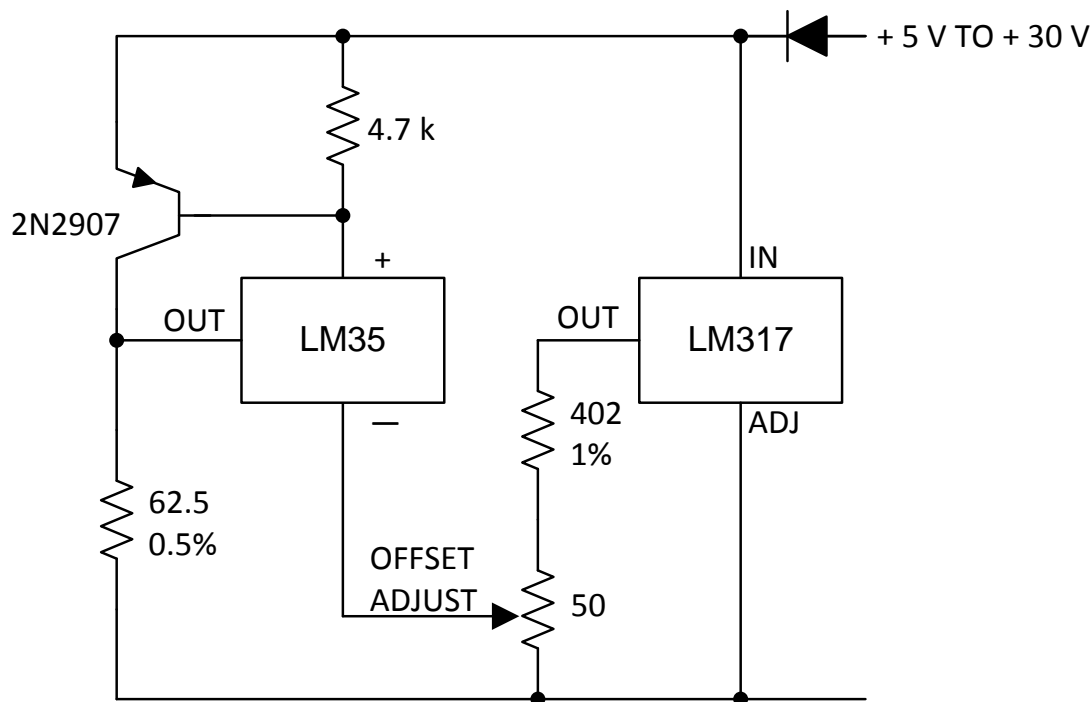 + 5 V TO + 30 V
4.7 k
2N2907
+
IN
OUT
LM35
OUT
LM317
—
ADJ
402
1%
62.5
0.5%
OFFSET
ADJUST
50